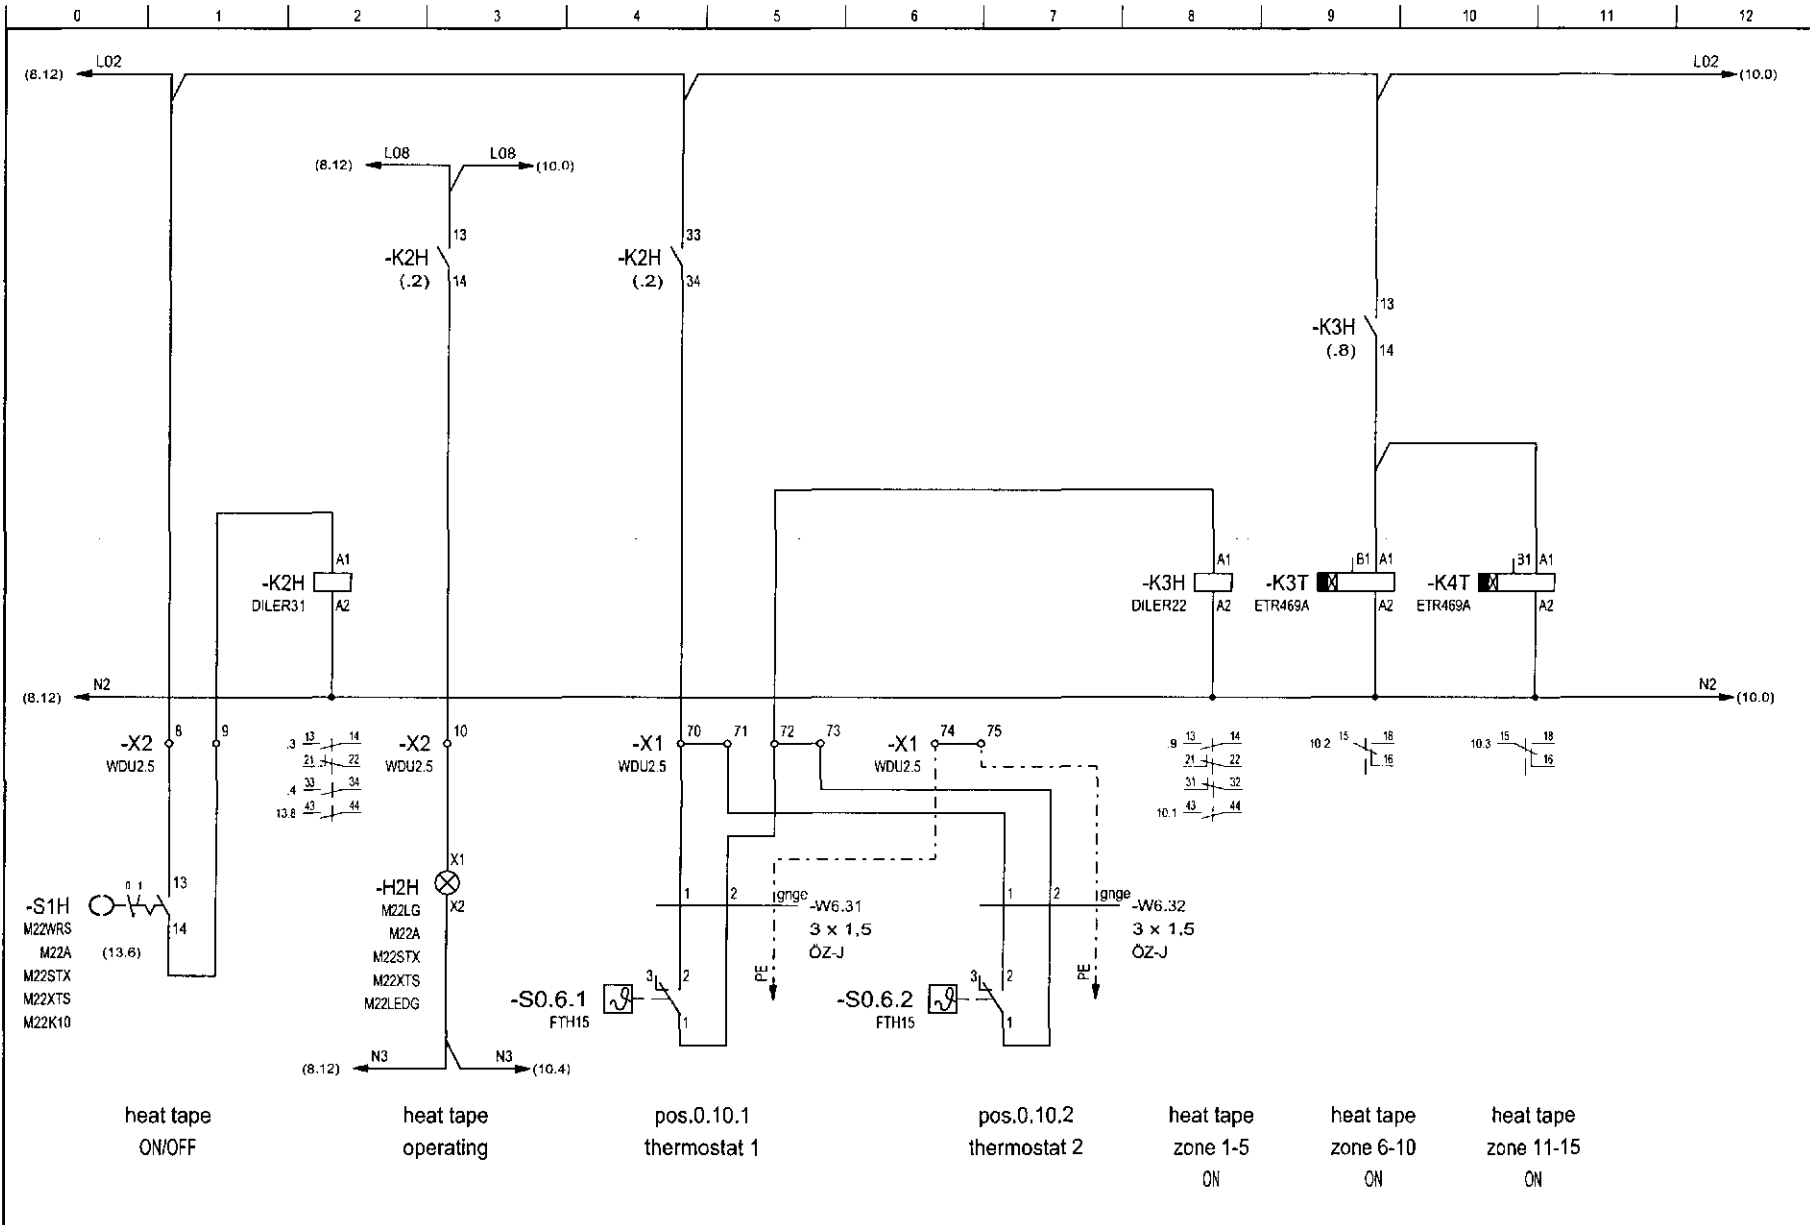 0 1 2 3 4 5 6 7 8 9 10 11 12
(8.12) L02 L02 (10.0)
(8.12) L08 L08 (10.0)
13 33
-K2H -K2H
(.2) 14 (.2) 34
13
-K3H
(.8) 14
A1 A1 B1 A1 B1 A1
-K2H -K3H -K3T -K4T
DILER31 A2 DILER22 A2 ETR469A A2 ETR469A A2
(8.12) N2 N2 (10.0)
8 9 10 70 71 72 73 74 75
-X2 -X2 -X1 -X1
WDU2.5 WDU2.5 WDU2.5 WDU2.5
.3 13 14
21 22
.4 33 34
13.8 43 44
.9 13 14
21 22
31 32
10.1 43 44
10.2 15 18
16
10.3 15 18
16
0 1 13
-S1H
M22WRS 14
M22A (13.6)
M22STX
M22XTS
M22K10
X1
-H2H
M22LG X2
M22A
M22STX
M22XTS
M22LEDG
1 2 gnge -W6.31
3 x 1,5
ÖZ-J
1 2 gnge -W6.32
3 x 1,5
ÖZ-J
3 2 PE
-S0.6.1
FTH15 1
3 2 PE
-S0.6.2
FTH15 1
(8.12) N3 N3 (10.4)
heat tape
ON/OFF
heat tape
operating
pos.0.10.1
thermostat 1
pos.0.10.2
thermostat 2
heat tape
zone 1-5
ON
heat tape
zone 6-10
ON
heat tape
zone 11-15
ON